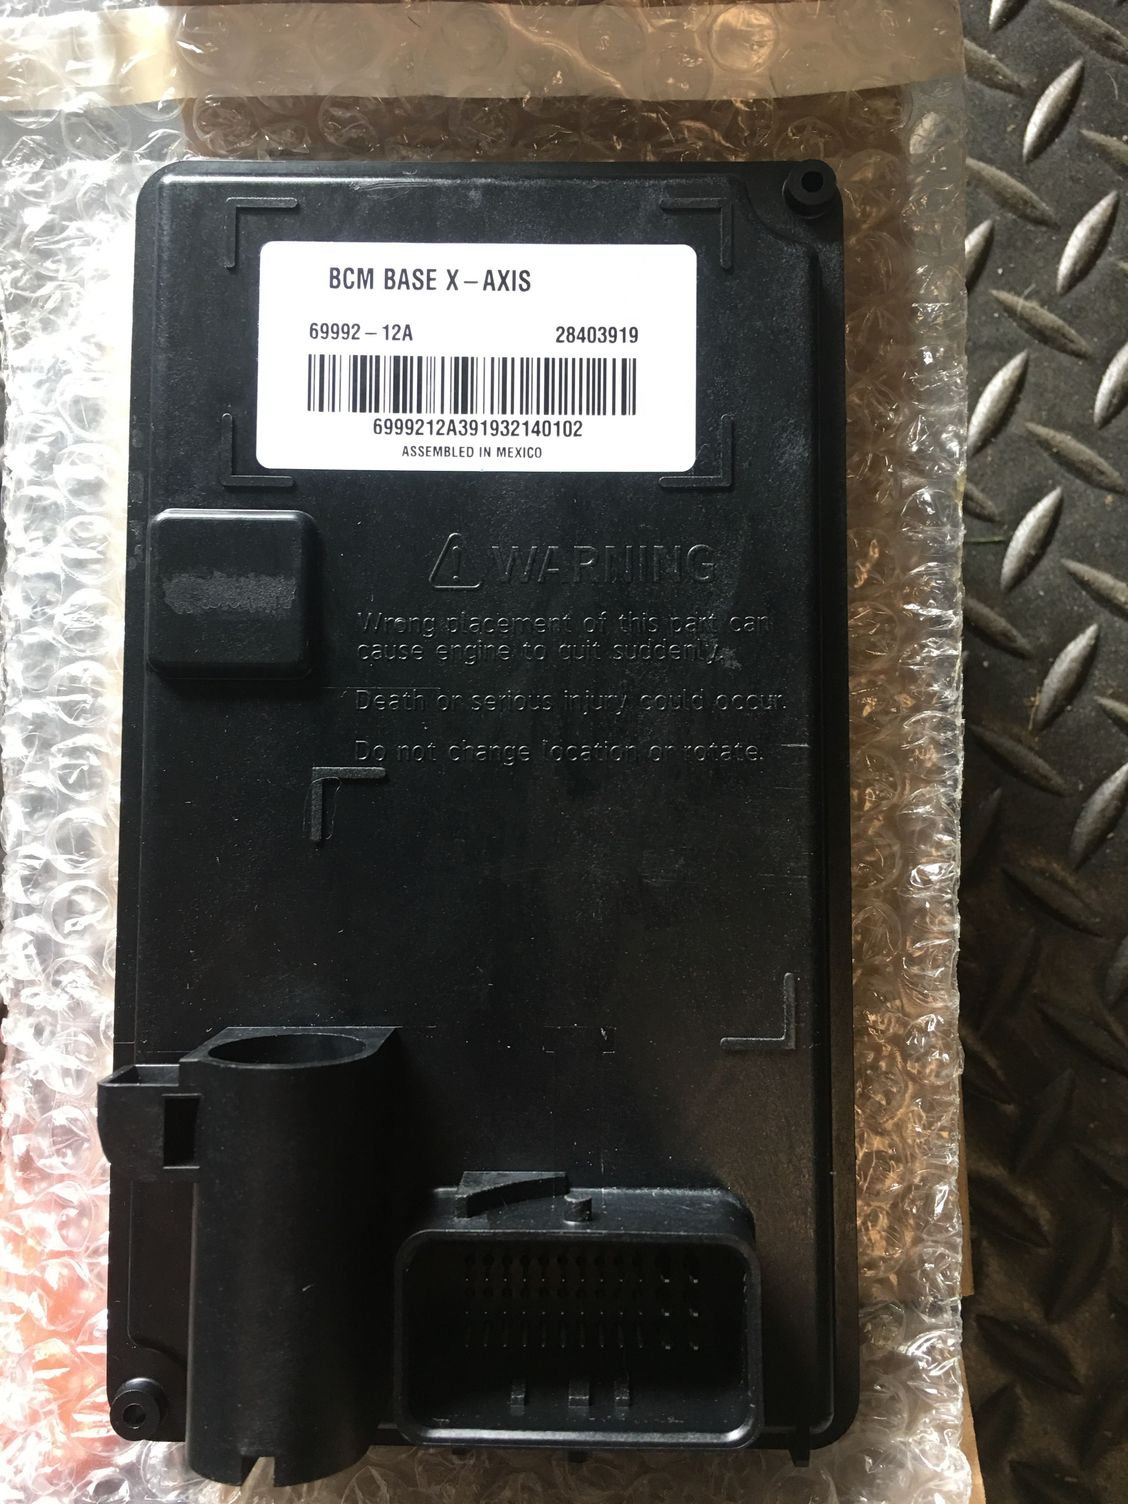 BCM BASE X-AXIS
69992-12A 28403919
6999212A391932140102
ASSEMBLED IN MEXICO
WARNING
Wrong placement of this part can
cause engine to quit suddenly.
Death or serious injury could occur.
Do not change location or rotate.